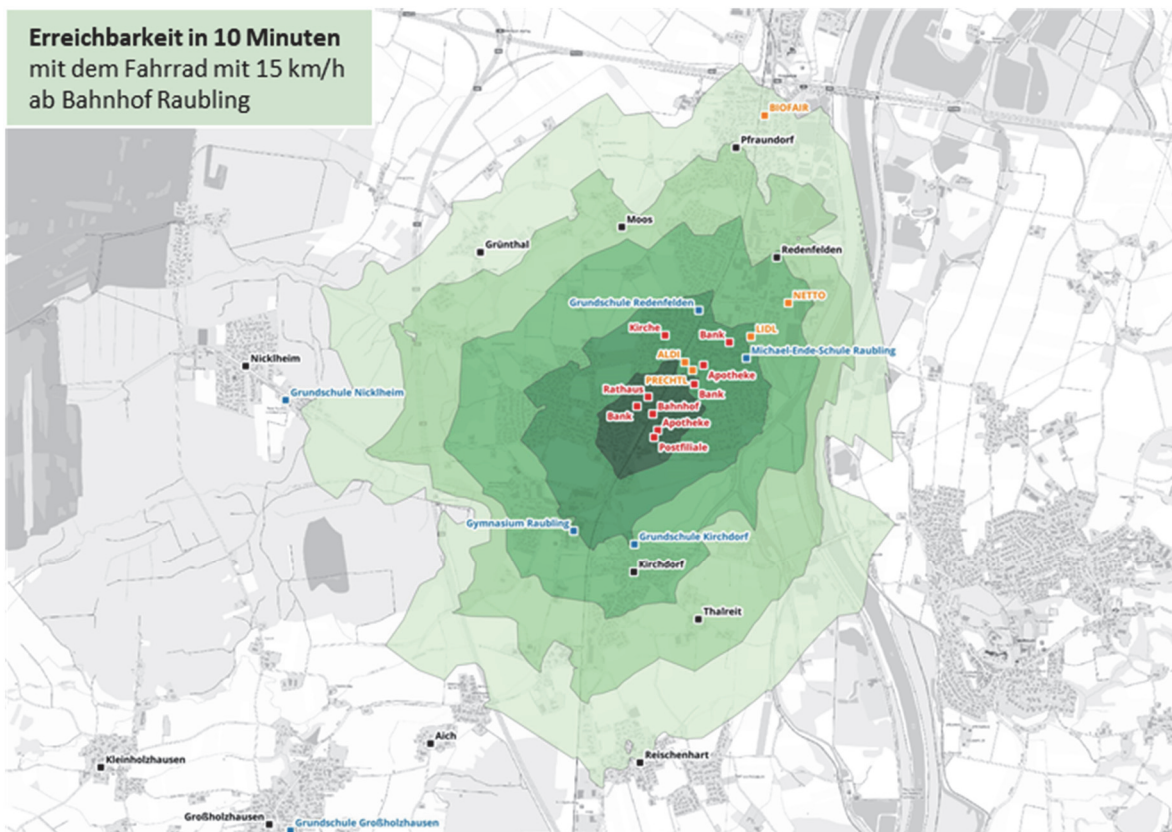 Erreichbarkeit in 10 Minuten
mit dem Fahrrad mit 15 km/h
ab Bahnhof Raubling
BIOFAIR
Pfraundorf
Moos
Grünthal
Redenfelden
NETTO
Grundschule Redenfelden
Kirche
Bank
LIDL
Michael-Ende-Schule Raubling
ALDI
Nicklheim
Apotheke
PRECHTL
Grundschule Nicklheim
Rathaus
Bank
Bank
Bahnhof
Apotheke
Postfiliale
Gymnasium Raubling
Grundschule Kirchdorf
Kirchdorf
Thalreit
Aich
Reischenhart
Kleinholzhausen
Großholzhausen
Grundschule Großholzhausen